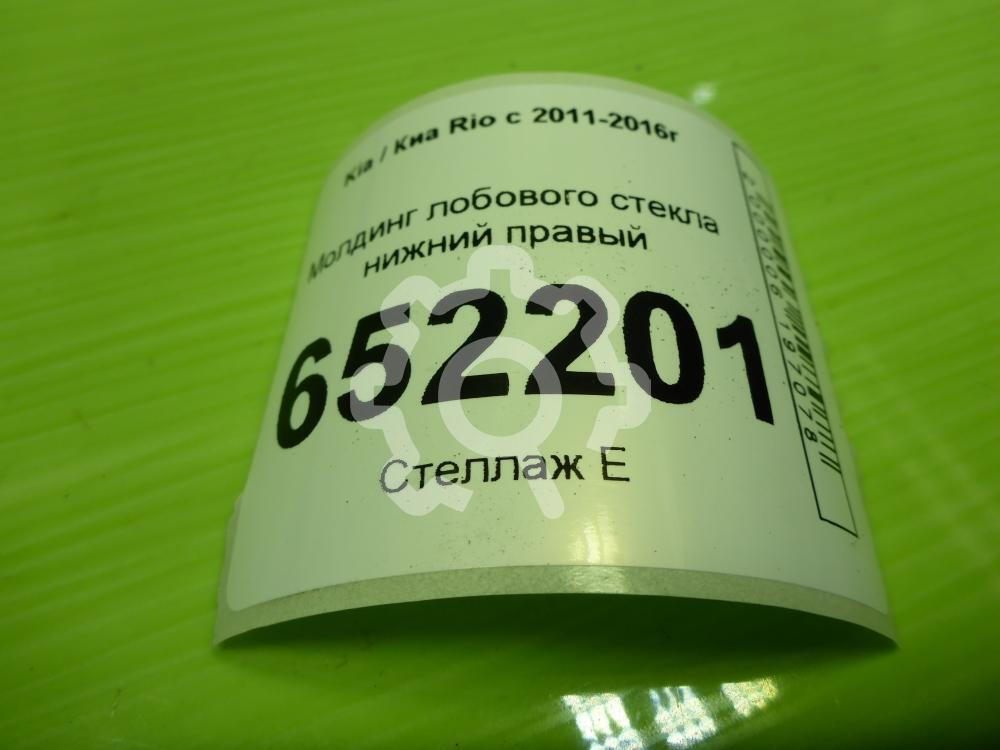 Kia / Киа Rio с 2011-2016г
Молдинг лобового стекла
нижний правый
652201
Стеллаж Е